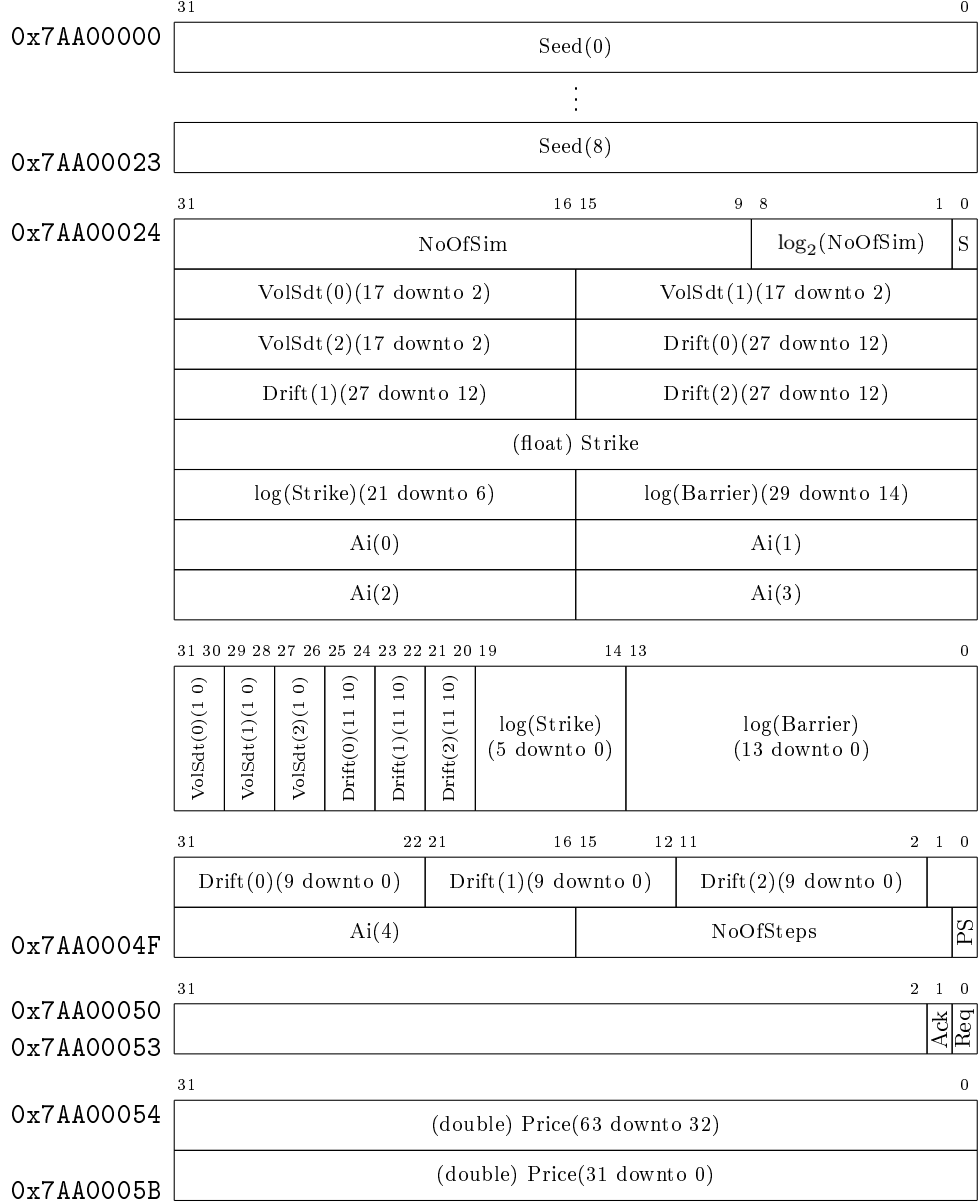 31 0
0x7AA00000 Seed(0)
⋮
0x7AA00023 Seed(8)
31 16 15 9 8 1 0
0x7AA00024 NoOfSim log2(NoOfSim) S
VolSdt(0)(17 downto 2) VolSdt(1)(17 downto 2)
VolSdt(2)(17 downto 2) Drift(0)(27 downto 12)
Drift(1)(27 downto 12) Drift(2)(27 downto 12)
(float) Strike
log(Strike)(21 downto 6) log(Barrier)(29 downto 14)
Ai(0) Ai(1)
Ai(2) Ai(3)
31 30 29 28 27 26 25 24 23 22 21 20 19 14 13 0
VolSdt(0)(1 0)
VolSdt(1)(1 0)
VolSdt(2)(1 0)
Drift(0)(11 10)
Drift(1)(11 10)
Drift(2)(11 10)
log(Strike)
(5 downto 0)
log(Barrier)
(13 downto 0)
31 22 21 16 15 12 11 2 1 0
Drift(0)(9 downto 0) Drift(1)(9 downto 0) Drift(2)(9 downto 0)
0x7AA0004F Ai(4) NoOfSteps PS
31 2 1 0
0x7AA00050
0x7AA00053
Ack
Req
31 0
0x7AA00054 (double) Price(63 downto 32)
0x7AA0005B (double) Price(31 downto 0)